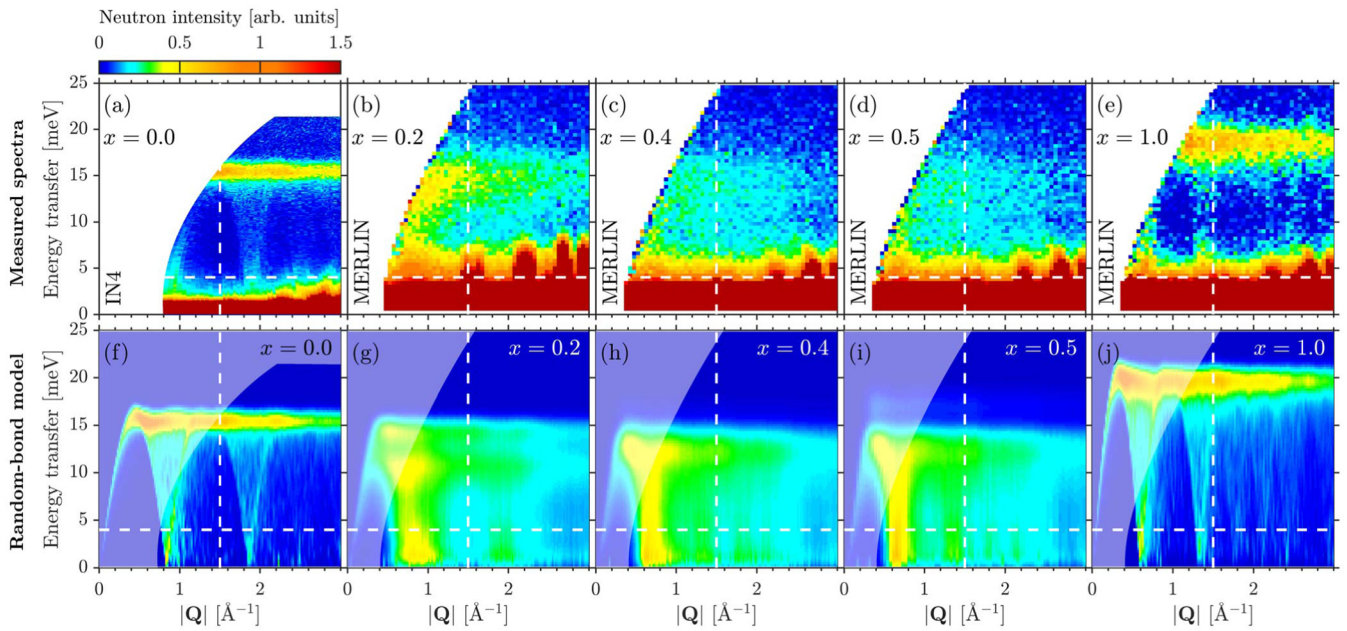 Neutron intensity [arb. units]
0 0.5 1 1.5
Measured spectra
Energy transfer [meV]
25
20
15
10
5
0
(a)
x = 0.0
IN4
(b)
x = 0.2
MERLIN
(c)
x = 0.4
MERLIN
(d)
x = 0.5
MERLIN
(e)
x = 1.0
MERLIN
Random-bond model
Energy transfer [meV]
25
20
15
10
5
0
(f) x = 0.0
(g) x = 0.2
(h) x = 0.4
(i) x = 0.5
(j) x = 1.0
0 1 2 0 1 2 0 1 2 0 1 2 0 1 2
|Q| [Å⁻¹] |Q| [Å⁻¹] |Q| [Å⁻¹] |Q| [Å⁻¹] |Q| [Å⁻¹]